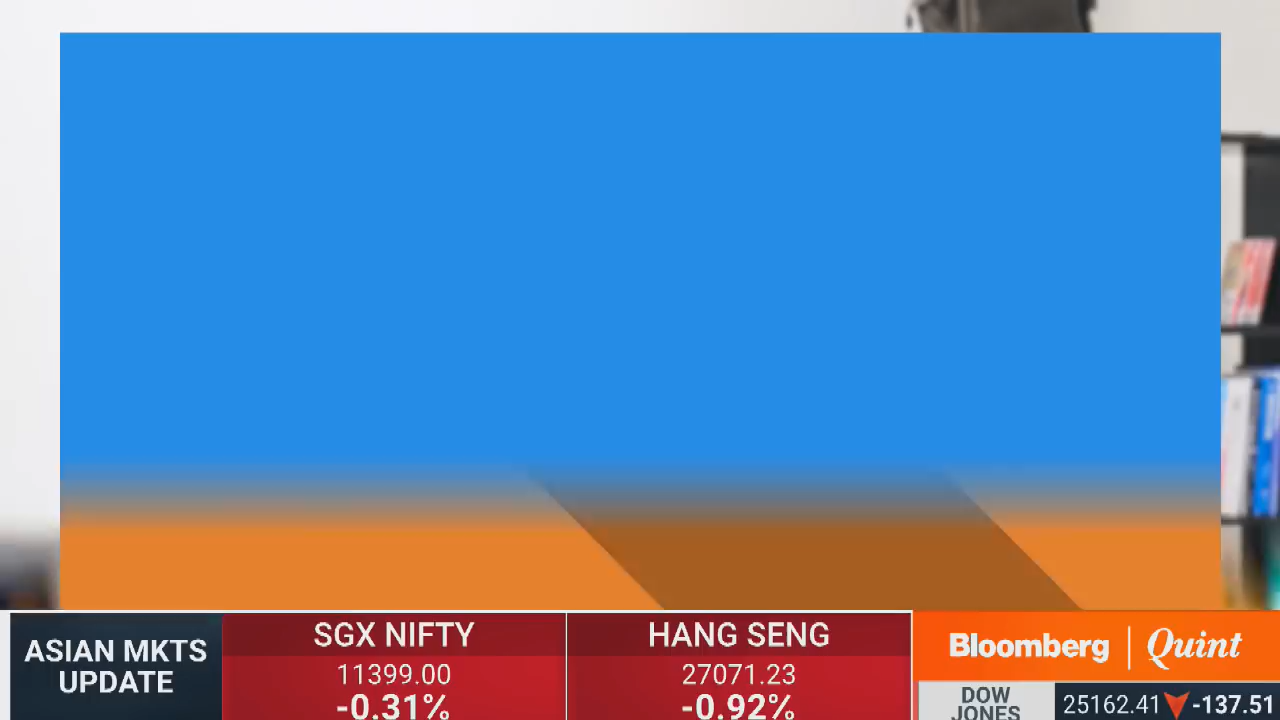 ASIAN MKTS
UPDATE
SGX NIFTY
11399.00
-0.31%
HANG SENG
27071.23
-0.92%
Bloomberg | Quint
DOW
JONES
25162.41 -137.51